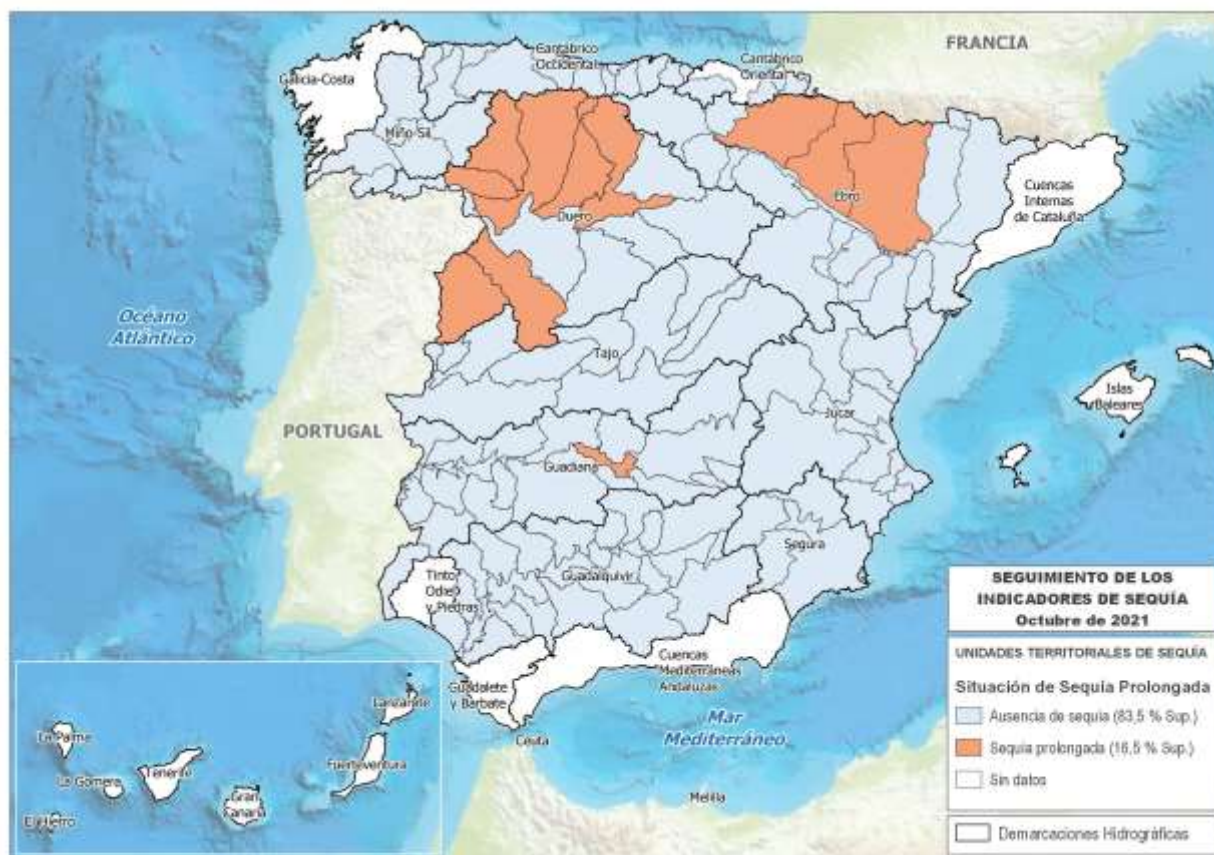 FRANCIA
Cantábrico
Occidental
Cantábrico
Oriental
Galicia-Costa
Miño-Sil
Cuencas
Internas
de Cataluña
Ebro
Duero
Océano
Atlántico
Tajo
Islas
Baleares
Júcar
PORTUGAL
Guadiana
Segura
Tinto
Odiel
y Piedras
Guadalquivir
Cuencas
Mediterráneas
Andaluzas
Guadalete
y Barbate
Mar
Mediterráneo
Ceuta
Melilla
Lanzarote
La Palma
Fuerteventura
Tenerife
La Gomera
Gran
Canaria
El Hierro
SEGUIMIENTO DE LOS
INDICADORES DE SEQUÍA
Octubre de 2021
UNIDADES TERRITORIALES DE SEQUÍA
Situación de Sequía Prolongada
Ausencia de sequía (83,5 % Sup.)
Sequía prolongada (16,5 % Sup.)
Sin datos
Demarcaciones Hidrográficas